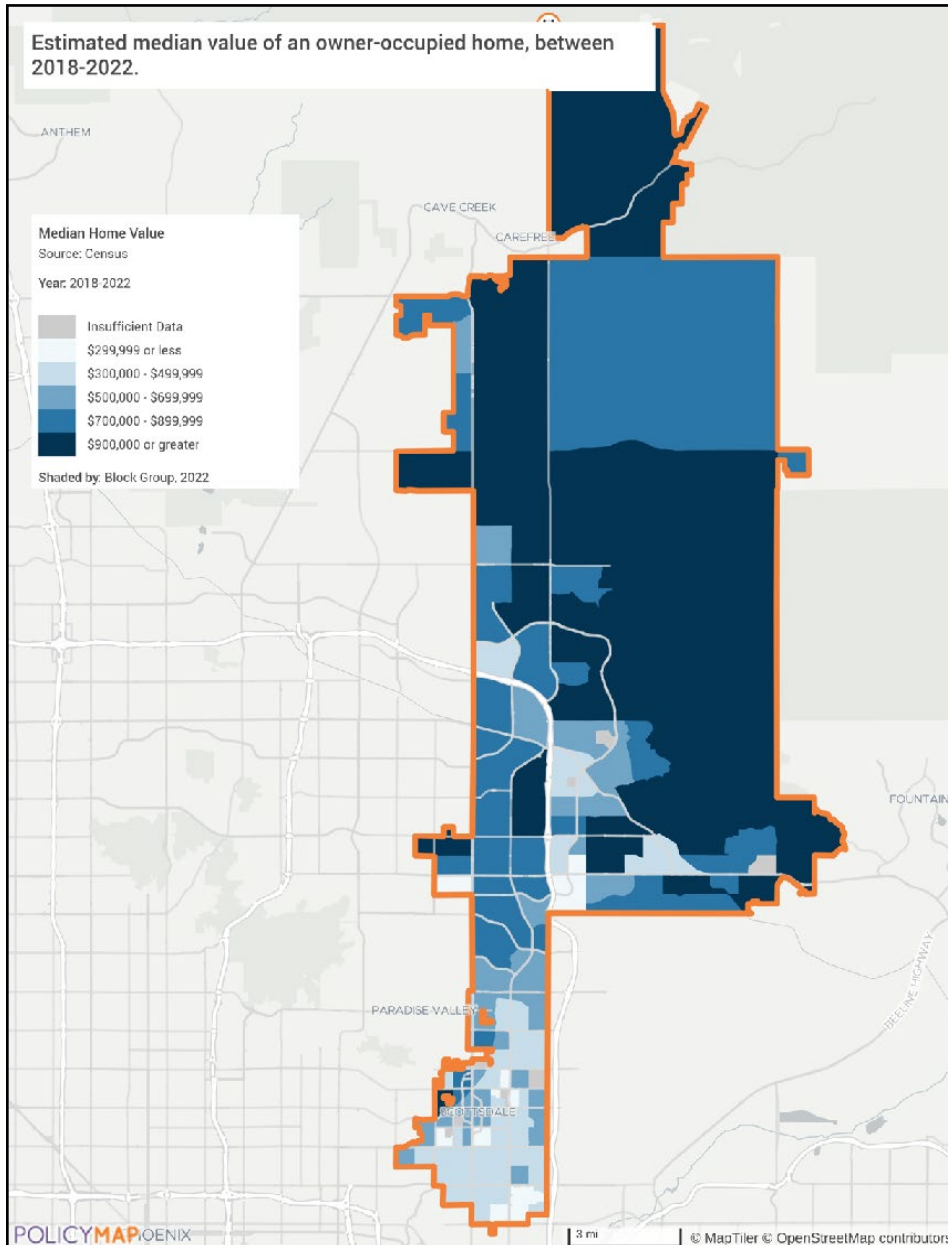 Estimated median value of an owner-occupied home, between
2018-2022.
ANTHEM
CAVE CREEK
CAREFREE
Median Home Value
Source: Census
Year: 2018-2022
Insufficient Data
$299,999 or less
$300,000 - $499,999
$500,000 - $699,999
$700,000 - $899,999
$900,000 or greater
Shaded by: Block Group, 2022
FOUNTAIN
BEELINE HIGHWAY
PARADISE VALLEY
SCOTTSDALE
POLICYMAP
OENIX
3 mi
© MapTiler © OpenStreetMap contributors